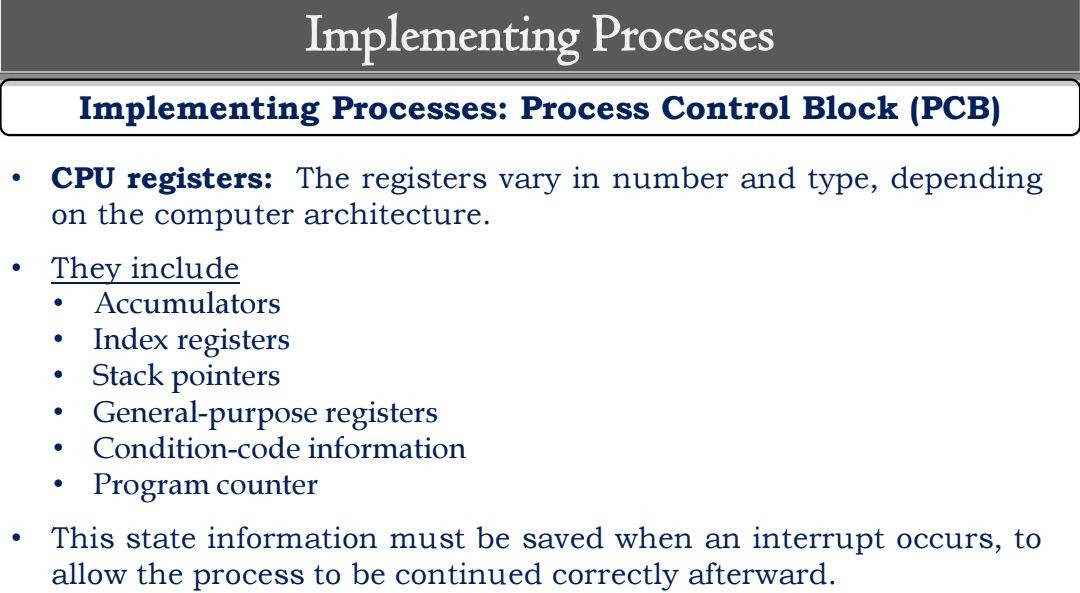 Implementing Processes
Implementing Processes: Process Control Block (PCB)
• CPU registers: The registers vary in number and type, depending
on the computer architecture.
• They include
• Accumulators
• Index registers
• Stack pointers
• General-purpose registers
• Condition-code information
• Program counter
• This state information must be saved when an interrupt occurs, to
allow the process to be continued correctly afterward.